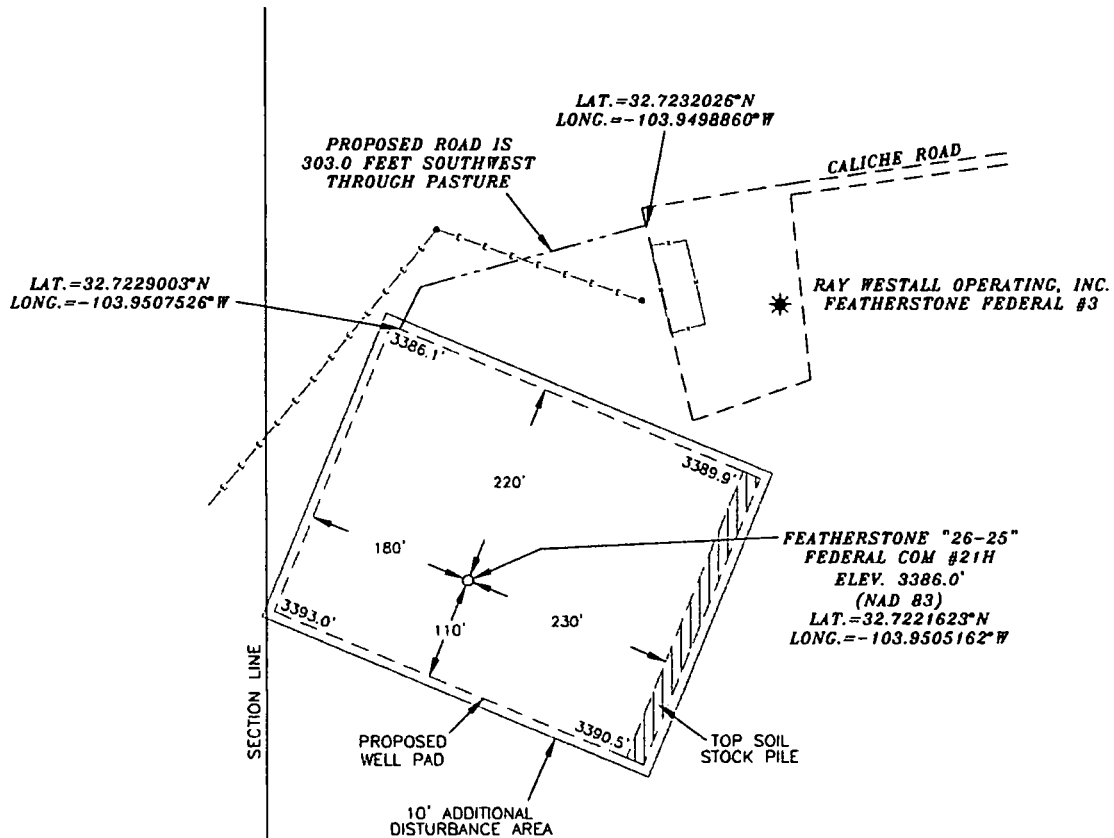 LAT.=32.7232026°N
LONG.=-103.9498860°W
PROPOSED ROAD IS
303.0 FEET SOUTHWEST
THROUGH PASTURE
CALICHE ROAD
LAT.=32.7229003°N
LONG.=-103.9507526°W
RAY WESTALL OPERATING, INC.
FEATHERSTONE FEDERAL #3
3386.1'
3389.9'
220'
180'
FEATHERSTONE "26-25"
FEDERAL COM #21H
ELEV. 3386.0'
(NAD 83)
LAT.=32.7221623°N
LONG.=-103.9505162°W
3393.0'
110'
230'
SECTION LINE
3390.5'
PROPOSED
WELL PAD
TOP SOIL
STOCK PILE
10' ADDITIONAL
DISTURBANCE AREA